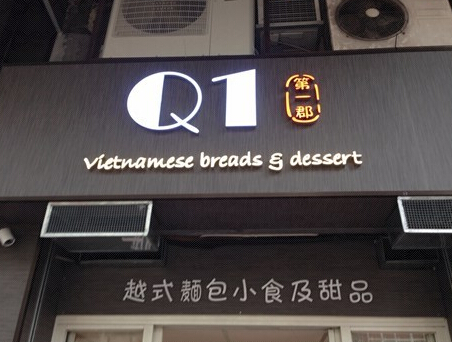 Q1 第一郡
Vietnamese breads & dessert
越式麵包小食及甜品